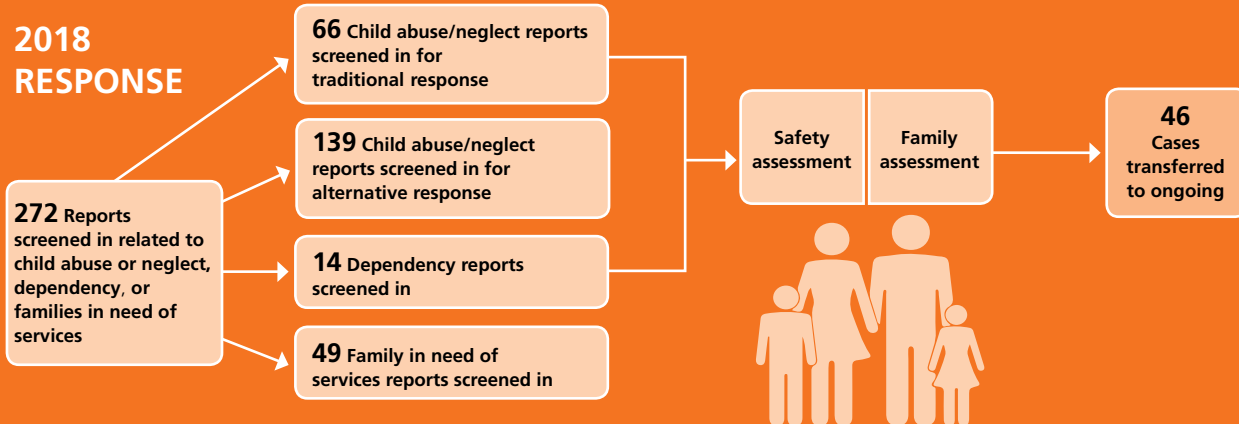 2018
RESPONSE
272 Reports
screened in related to
child abuse or neglect,
dependency, or
families in need of
services
66 Child abuse/neglect reports
screened in for
traditional response
139 Child abuse/neglect
reports screened in for
alternative response
14 Dependency reports
screened in
49 Family in need of
services reports screened in
Safety
assessment
Family
assessment
46
Cases
transferred
to ongoing